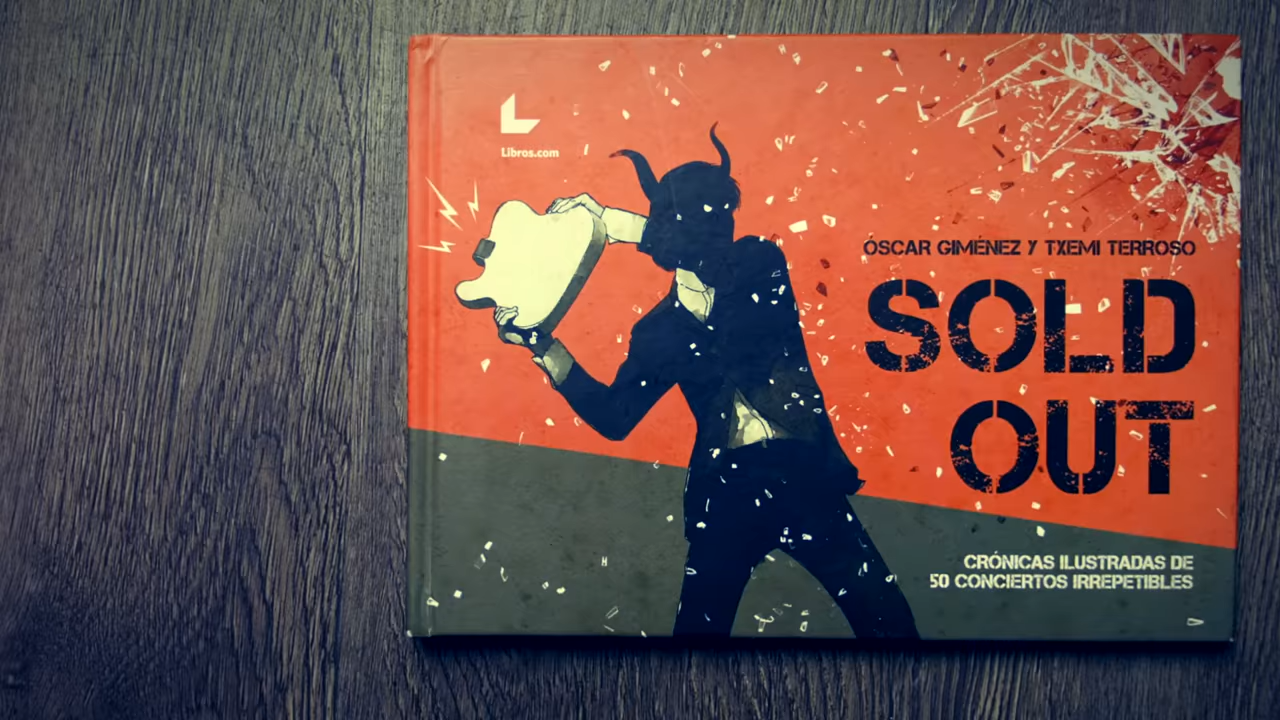 Libros.com
ÓSCAR GIMÉNEZ Y TXEMI TERROSO
SOLD
OUT
CRÓNICAS ILUSTRADAS DE
50 CONCIERTOS IRREPETIBLES